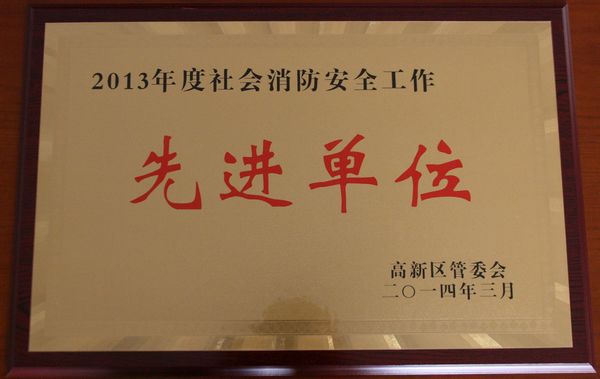 2013年度社会消防安全工作
先进单位
高新区管委会
二〇一四年三月